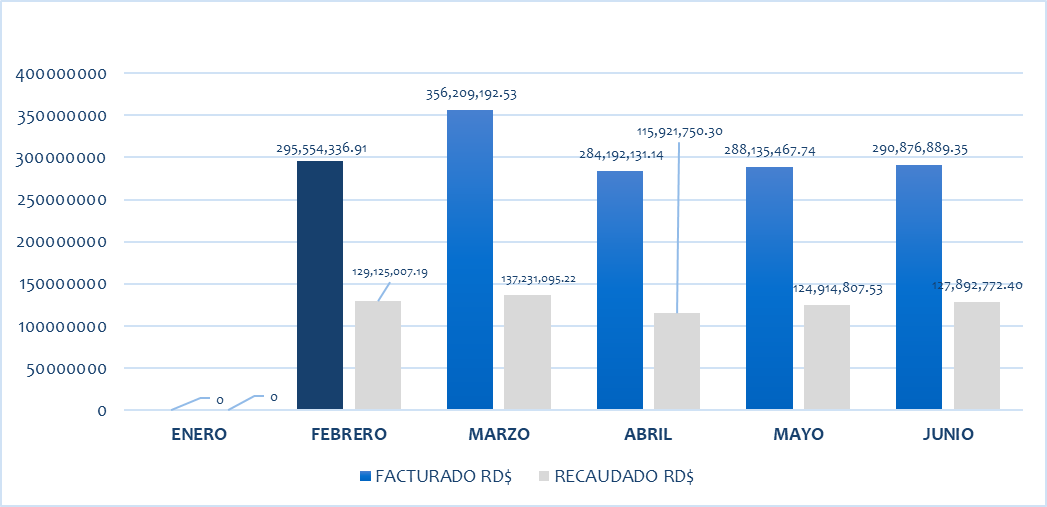 400000000
350000000
300000000
250000000
200000000
150000000
100000000
50000000
0
356,209,192.53
295,554,336.91
115,921,750.30
284,192,131.14
288,135,467.74
290,876,889.35
129,125,007.19
137,231,095.22
124,914,807.53
127,892,772.40
0
0
ENERO
FEBRERO
MARZO
ABRIL
MAYO
JUNIO
FACTURADO RD$
RECAUDADO RD$